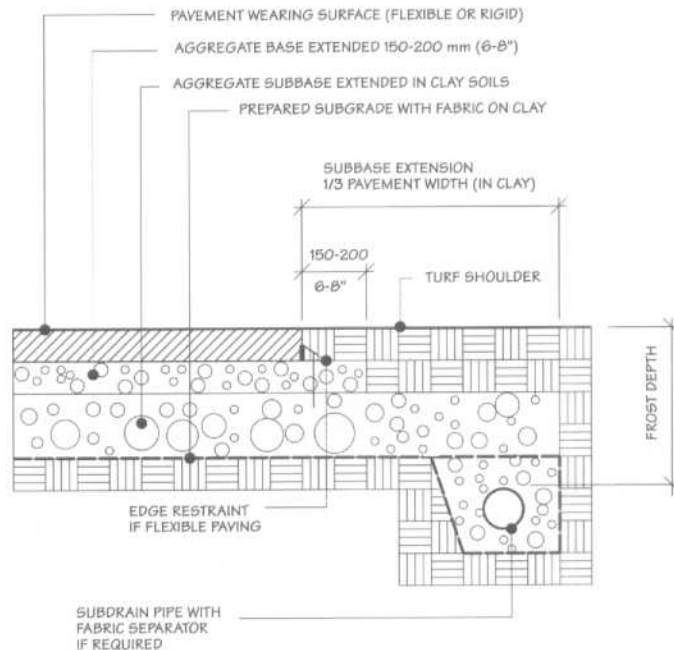 PAVEMENT WEARING SURFACE (FLEXIBLE OR RIGID)
AGGREGATE BASE EXTENDED 150-200 mm (6-8")
AGGREGATE SUBBASE EXTENDED IN CLAY SOILS
PREPARED SUBGRADE WITH FABRIC ON CLAY
SUBBASE EXTENSION
1/3 PAVEMENT WIDTH (IN CLAY)
150-200
6-8"
TURF SHOULDER
FROST DEPTH
EDGE RESTRAINT
IF FLEXIBLE PAVING
SUBDRAIN PIPE WITH
FABRIC SEPARATOR
IF REQUIRED